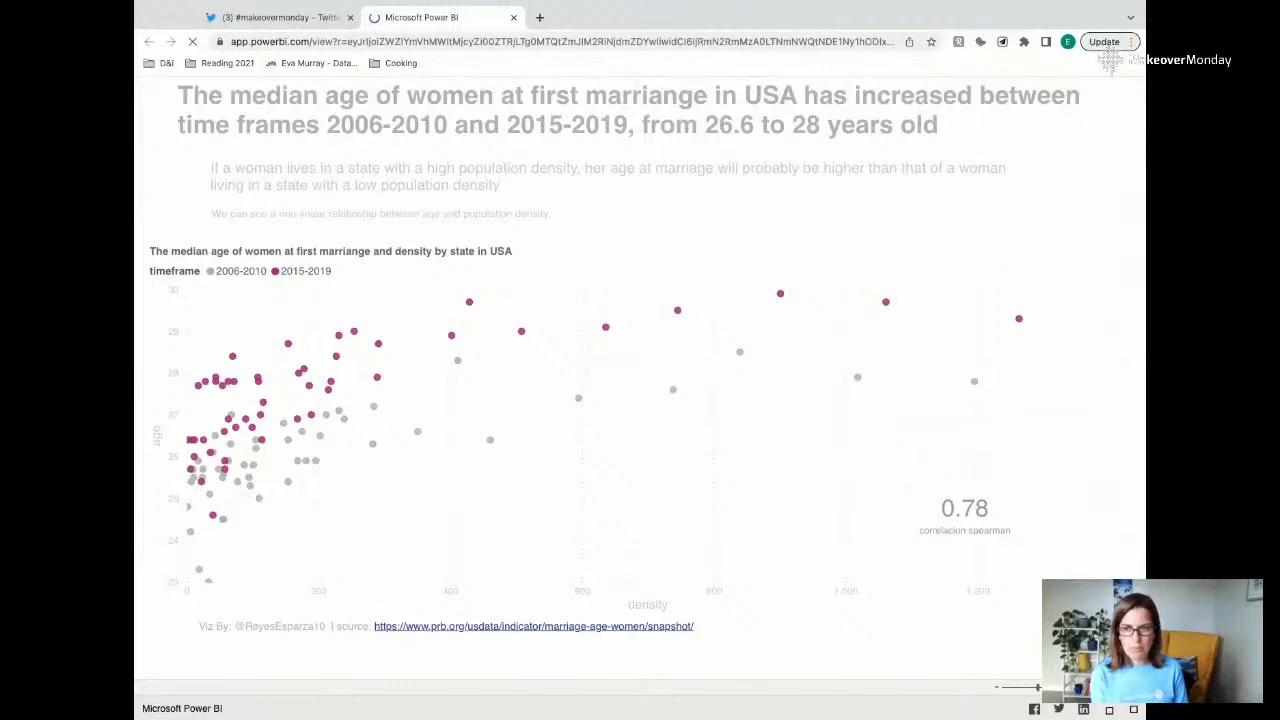 (3) #makeovermonday - Twitte
Microsoft Power BI
app.powerbi.com/view?r=
Update
D&I
Reading 2021
Eva Murray - Data...
Cooking
MakeoverMonday
The median age of women at first marriange in USA has increased between
time frames 2006-2010 and 2015-2019, from 26.6 to 28 years old
If a woman lives in a state with a high population density, her age at marriage will probably be higher than that of a woman
living in a state with a low population density
We can see a non-linear relatioship between age and population density.
The median age of women at first marriange and density by state in USA
timeframe 2006-2010 2015-2019
30
29
28
27
26
25
24
23
age
0.78
correlacion spearman
0 200 400 600 800 1.000 1.200
density
Viz By: @ReyesEsparza10 | source: https://www.prb.org/usdata/indicator/marriage-age-women/snapshot/
Microsoft Power BI